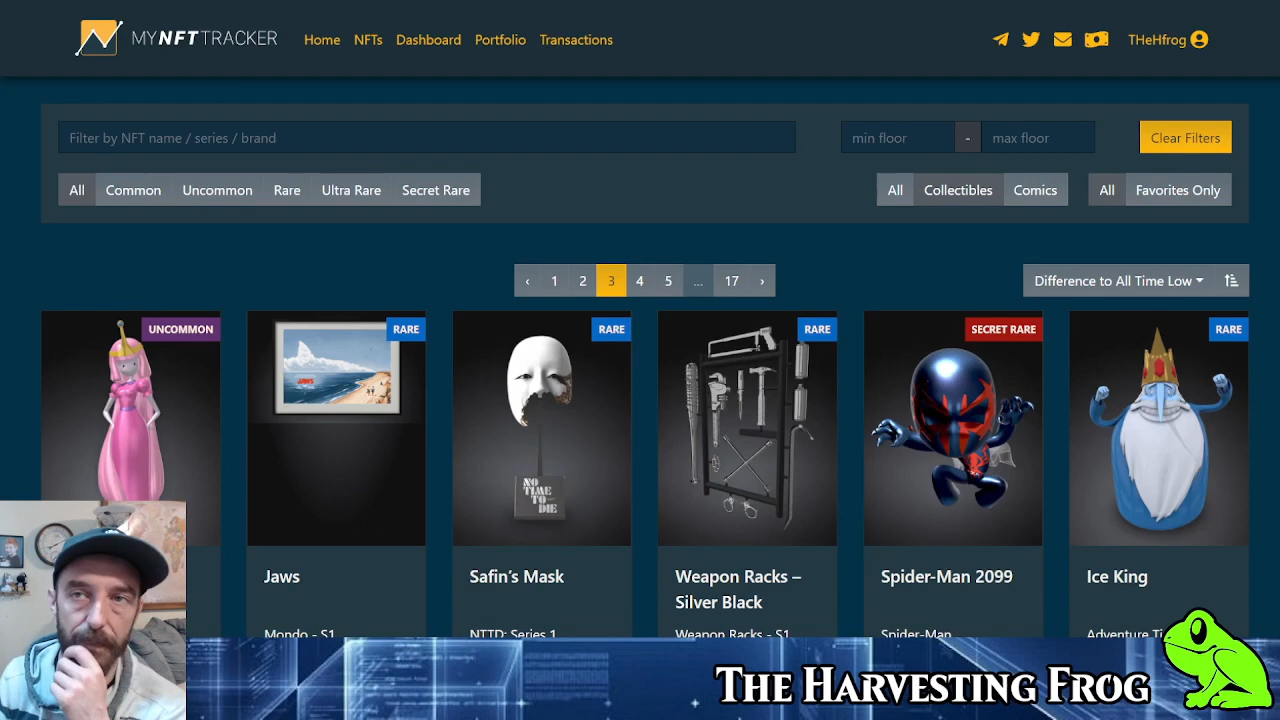 MYNFTTRACKER Home NFTs Dashboard Portfolio Transactions THeHfrog
Filter by NFT name / series / brand min floor - max floor Clear Filters
All Common Uncommon Rare Ultra Rare Secret Rare All Collectibles Comics All Favorites Only
‹ 1 2 3 4 5 ... 17 › Difference to All Time Low
UNCOMMON RARE RARE RARE SECRET RARE RARE
JAWS
NO
TIME
TO
DIE
Jaws Safin's Mask Weapon Racks – Spider-Man 2099 Ice King
Silver Black
Mondo - S1 NTTD: Series 1 Weapon Racks - S1 Spider-Man Adventure Ti
THE HARVESTING FROG